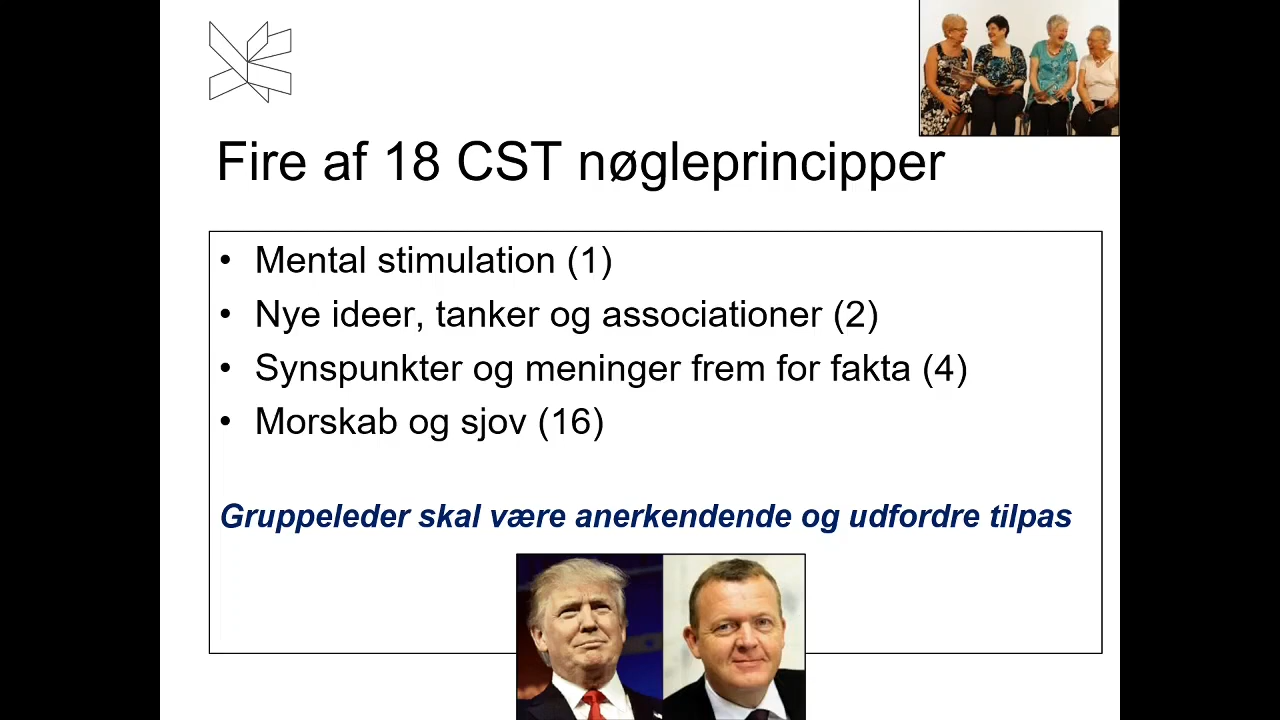 Fire af 18 CST nøgleprincipper
• Mental stimulation (1)
• Nye ideer, tanker og associationer (2)
• Synspunkter og meninger frem for fakta (4)
• Morskab og sjov (16)
Gruppeleder skal være anerkendende og udfordre tilpas